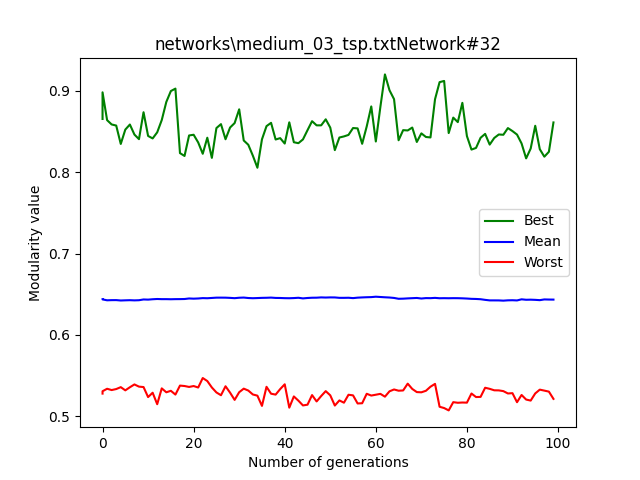 networks\medium_03_tsp.txtNetwork#32
Modularity value
0.9
0.8
0.7
0.6
0.5
Best
Mean
Worst
0
20
40
60
80
100
Number of generations